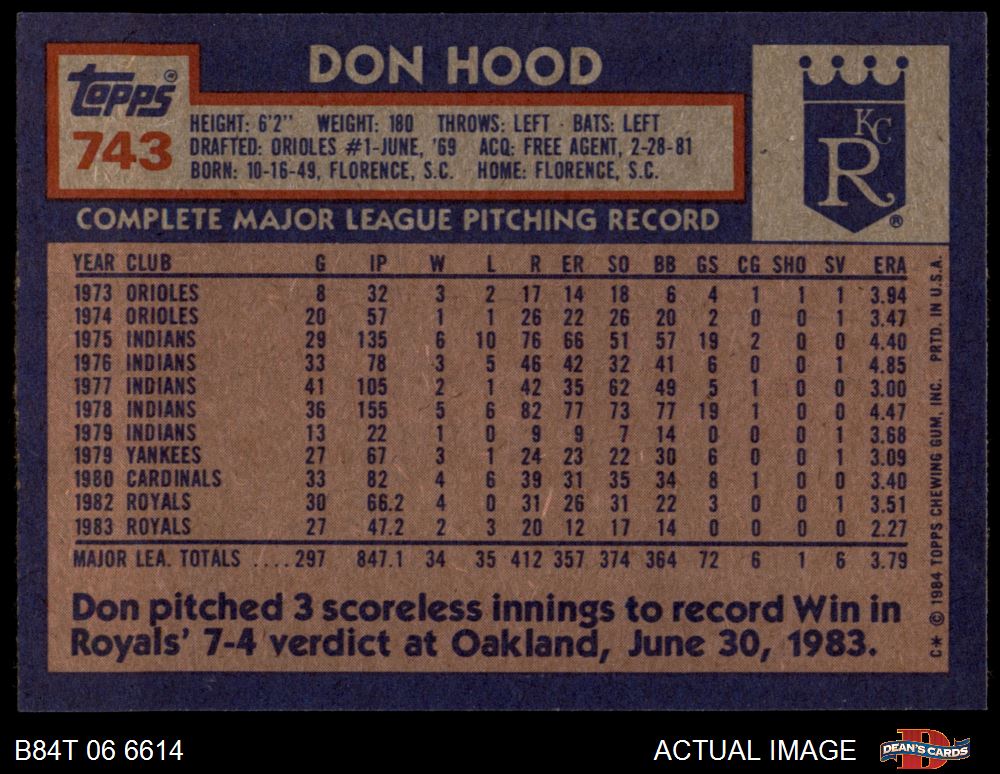 DON HOOD
topps®
743
HEIGHT: 6'2" WEIGHT: 180 THROWS: LEFT · BATS: LEFT
DRAFTED: ORIOLES #1-JUNE, '69 ACQ: FREE AGENT, 2-28-81
BORN: 10-16-49, FLORENCE, S.C. HOME: FLORENCE, S.C.
KC
R
®
COMPLETE MAJOR LEAGUE PITCHING RECORD
YEAR CLUB G IP W L R ER SO BB GS CG SHO SV ERA
1973 ORIOLES 8 32 3 2 17 14 18 6 4 1 1 1 3.94
1974 ORIOLES 20 57 1 1 26 22 26 20 2 0 0 1 3.47
1975 INDIANS 29 135 6 10 76 66 51 57 19 2 0 0 4.40
1976 INDIANS 33 78 3 5 46 42 32 41 6 0 0 1 4.85
1977 INDIANS 41 105 2 1 42 35 62 49 5 1 0 0 3.00
1978 INDIANS 36 155 5 6 82 77 73 77 19 1 0 0 4.47
1979 INDIANS 13 22 1 0 9 9 7 14 0 0 0 1 3.68
1979 YANKEES 27 67 3 1 24 23 22 30 6 0 0 1 3.09
1980 CARDINALS 33 82 4 6 39 31 35 34 8 1 0 0 3.40
1982 ROYALS 30 66.2 4 0 31 26 31 22 3 0 0 1 3.51
1983 ROYALS 27 47.2 2 3 20 12 17 14 0 0 0 0 2.27
MAJOR LEA. TOTALS ....297 847.1 34 35 412 357 374 364 72 6 1 6 3.79
Don pitched 3 scoreless innings to record Win in
Royals' 7-4 verdict at Oakland, June 30, 1983.
C* © 1984 TOPPS CHEWING GUM, INC. PRTD. IN U.S.A.
B84T 06 6614
ACTUAL IMAGE
DEAN'S CARDS